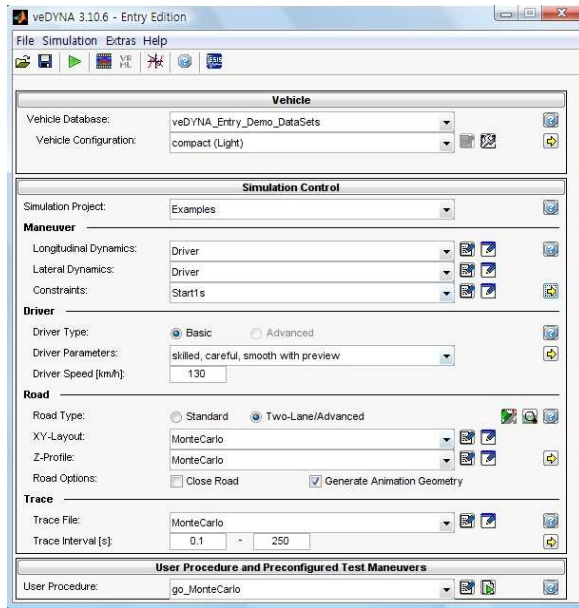 veDYNA 3.10.6 - Entry Edition
File Simulation Extras Help
Vehicle
Vehicle Database: veDYNA_Entry_Demo_DataSets
Vehicle Configuration: compact (Light)
Simulation Control
Simulation Project: Examples
Maneuver
Longitudinal Dynamics: Driver
Lateral Dynamics: Driver
Constraints: Start1s
Driver
Driver Type: Basic Advanced
Driver Parameters: skilled, careful, smooth with preview
Driver Speed [km/h]: 130
Road
Road Type: Standard Two-Lane/Advanced
XY-Layout: MonteCarlo
Z-Profile: MonteCarlo
Road Options: Close Road Generate Animation Geometry
Trace
Trace File: MonteCarlo
Trace Interval [s]: 0.1 - 250
User Procedure and Preconfigured Test Maneuvers
User Procedure: go_MonteCarlo